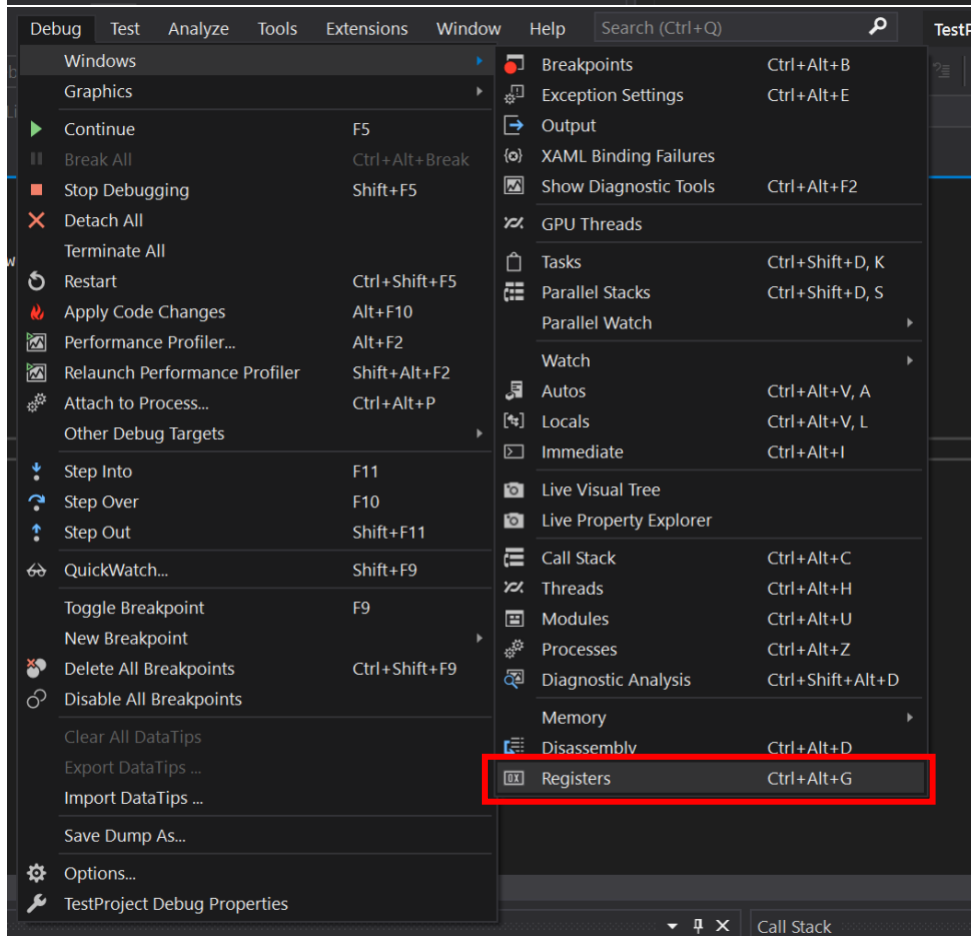 Debug Test Analyze Tools Extensions Window Help Search (Ctrl+Q) TestP
Windows
Graphics
Continue F5
Break All Ctrl+Alt+Break
Stop Debugging Shift+F5
Detach All
Terminate All
Restart Ctrl+Shift+F5
Apply Code Changes Alt+F10
Performance Profiler... Alt+F2
Relaunch Performance Profiler Shift+Alt+F2
Attach to Process... Ctrl+Alt+P
Other Debug Targets
Step Into F11
Step Over F10
Step Out Shift+F11
QuickWatch... Shift+F9
Toggle Breakpoint F9
New Breakpoint
Delete All Breakpoints Ctrl+Shift+F9
Disable All Breakpoints
Clear All DataTips
Export DataTips ...
Import DataTips ...
Save Dump As...
Options...
TestProject Debug Properties
Breakpoints Ctrl+Alt+B
Exception Settings Ctrl+Alt+E
Output
XAML Binding Failures
Show Diagnostic Tools Ctrl+Alt+F2
GPU Threads
Tasks Ctrl+Shift+D, K
Parallel Stacks Ctrl+Shift+D, S
Parallel Watch
Watch
Autos Ctrl+Alt+V, A
Locals Ctrl+Alt+V, L
Immediate Ctrl+Alt+I
Live Visual Tree
Live Property Explorer
Call Stack Ctrl+Alt+C
Threads Ctrl+Alt+H
Modules Ctrl+Alt+U
Processes Ctrl+Alt+Z
Diagnostic Analysis Ctrl+Shift+Alt+D
Memory
Disassembly Ctrl+Alt+D
Registers Ctrl+Alt+G
Call Stack